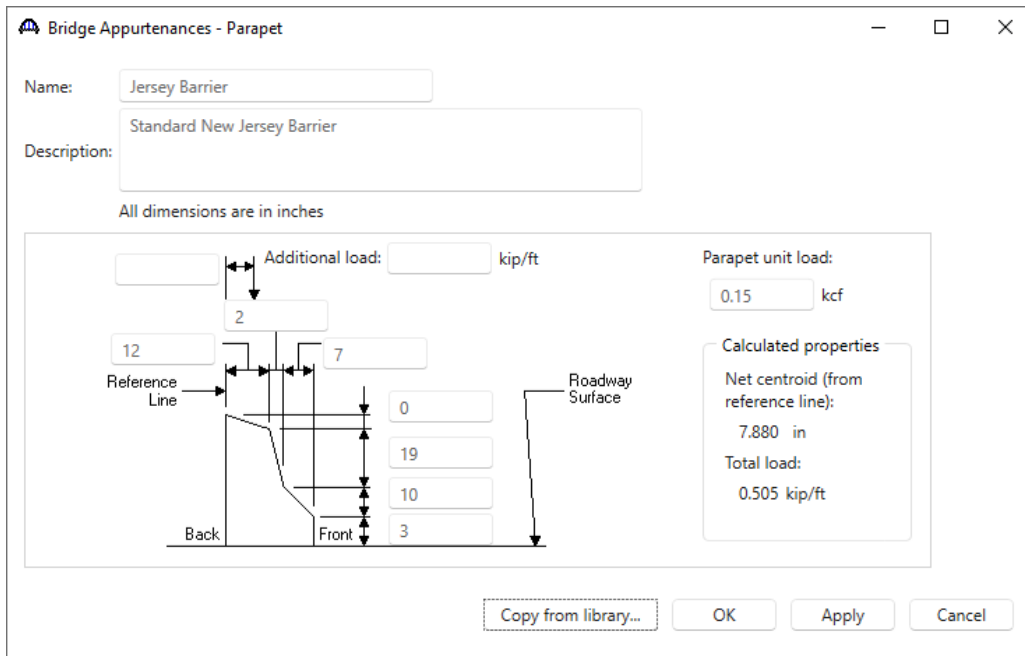 Bridge Appurtenances - Parapet
Name:
Jersey Barrier
Description:
Standard New Jersey Barrier
All dimensions are in inches
Additional load:
kip/ft
Parapet unit load:
0.15 kcf
2
12
7
Reference
Line
Roadway
Surface
0
19
10
3
Back
Front
Calculated properties
Net centroid (from
reference line):
7.880 in
Total load:
0.505 kip/ft
Copy from library...
OK
Apply
Cancel